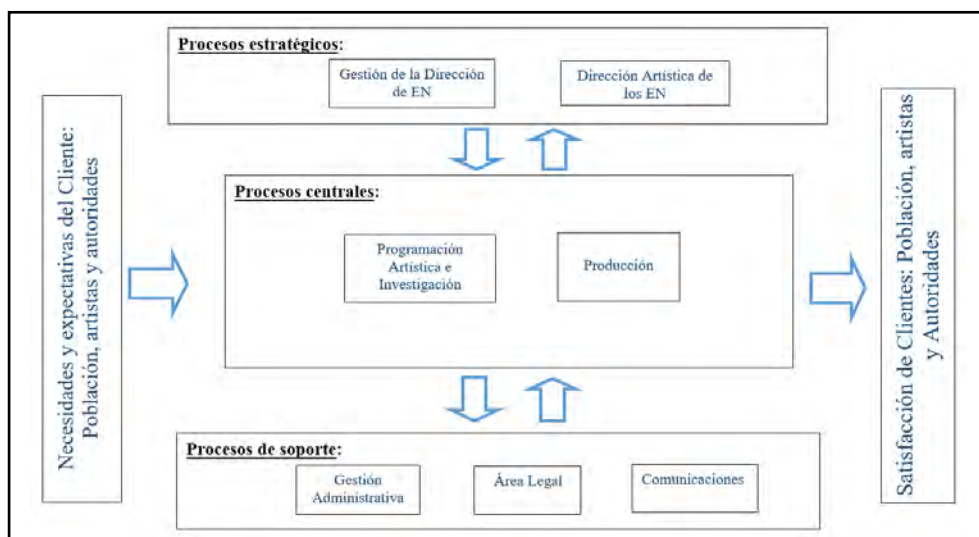 Procesos estratégicos:
Gestión de la Dirección
de EN
Dirección Artística de
los EN
Necesidades y expectativas del Cliente:
Población, artistas y autoridades
Procesos centrales:
Programación
Artística e
Investigación
Producción
Satisfacción de Clientes: Población, artistas
y Autoridades
Procesos de soporte:
Gestión
Administrativa
Área Legal
Comunicaciones